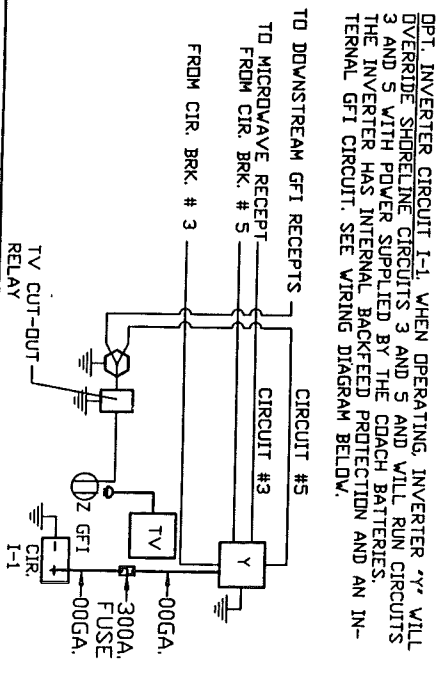 OPT. INVERTER CIRCUIT I-1. WHEN OPERATING, INVERTER "Y" WILL
OVERRIDE SHORELINE CIRCUITS 3 AND 5 AND WILL RUN CIRCUITS
3 AND 5 WITH POWER SUPPLIED BY THE COACH BATTERIES.
THE INVERTER HAS INTERNAL BACKFEED PROTECTION AND AN IN-
TERNAL GFI CIRCUIT. SEE WIRING DIAGRAM BELOW.
TO DOWNSTREAM GFI RECEPTS
CIRCUIT #5
TO MICROWAVE RECEPT
FROM CIR. BRK. # 5
CIRCUIT #3
FROM CIR. BRK. # 3
Y
TV
Z GFI
TV CUT-OUT
RELAY
00GA.
300A.
FUSE
00GA.
- +
CIR.
I-1